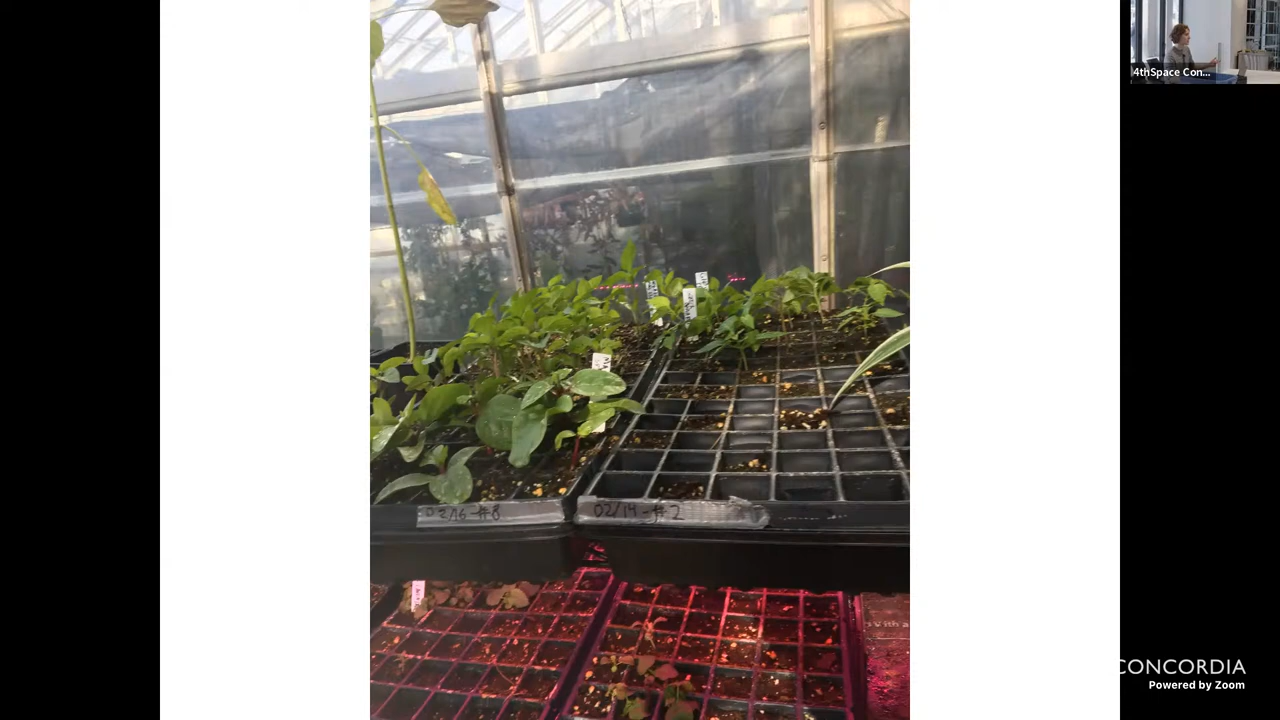 4thSpace Con...
02/16 - #8
02/14 - #2
CONCORDIA
Powered by Zoom